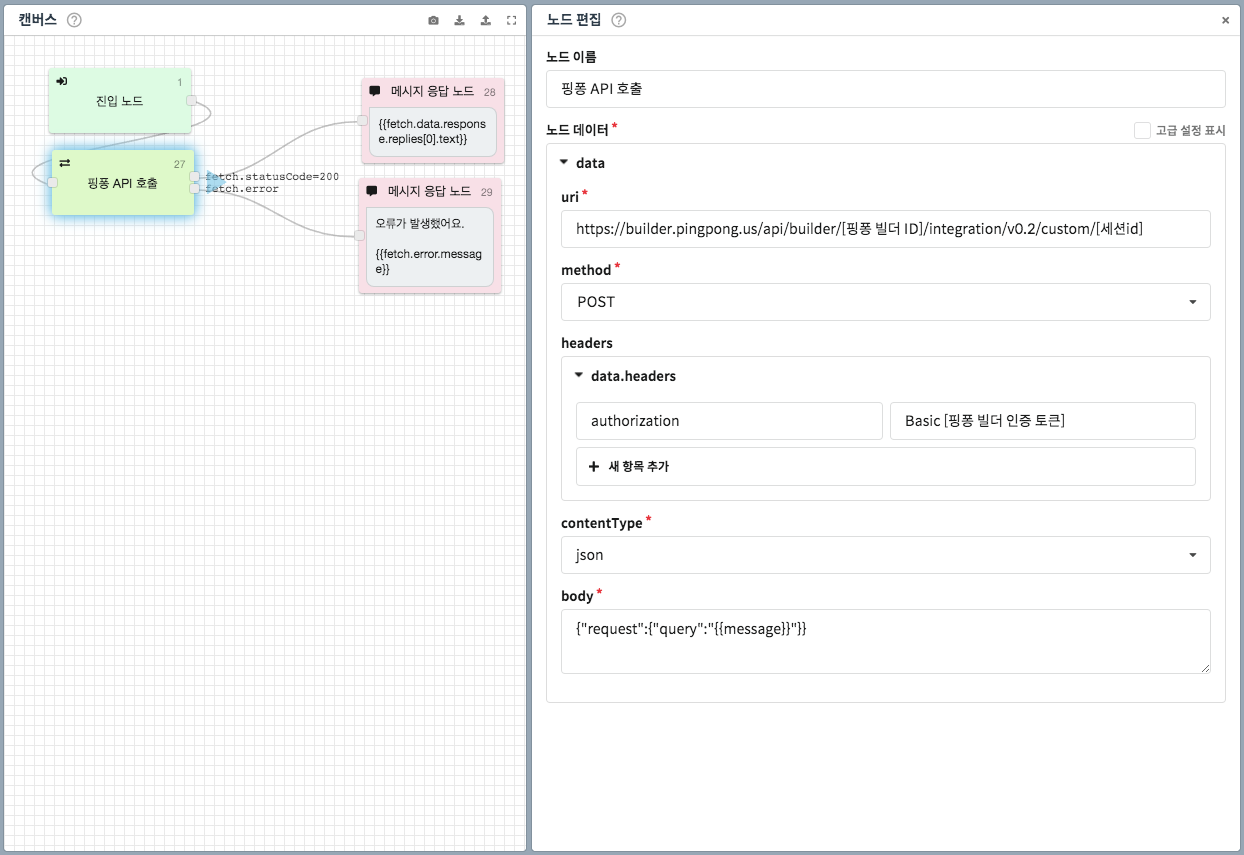 캔버스 ?
진입 노드
1
핑퐁 API 호출
27
fetch.statusCode=200
fetch.error
메시지 응답 노드 28
{{fetch.data.respons
e.replies[0].text}}
메시지 응답 노드 29
오류가 발생했어요.
{{fetch.error.messag
e}}
노드 편집 ?
×
노드 이름
핑퐁 API 호출
노드 데이터 *
고급 설정 표시
data
uri *
https://builder.pingpong.us/api/builder/[핑퐁 빌더 ID]/integration/v0.2/custom/[세션id]
method *
POST
headers
data.headers
authorization
Basic [핑퐁 빌더 인증 토큰]
+ 새 항목 추가
contentType *
json
body *
{"request":{"query":"{{message}}"}}